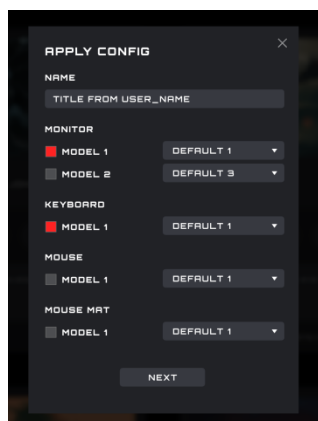 APPLY CONFIG
NAME
TITLE FROM USER_NAME
MONITOR
MODEL 1 DEFAULT 1
MODEL 2 DEFAULT 3
KEYBOARD
MODEL 1 DEFAULT 1
MOUSE
MODEL 1 DEFAULT 1
MOUSE MAT
MODEL 1 DEFAULT 1
NEXT